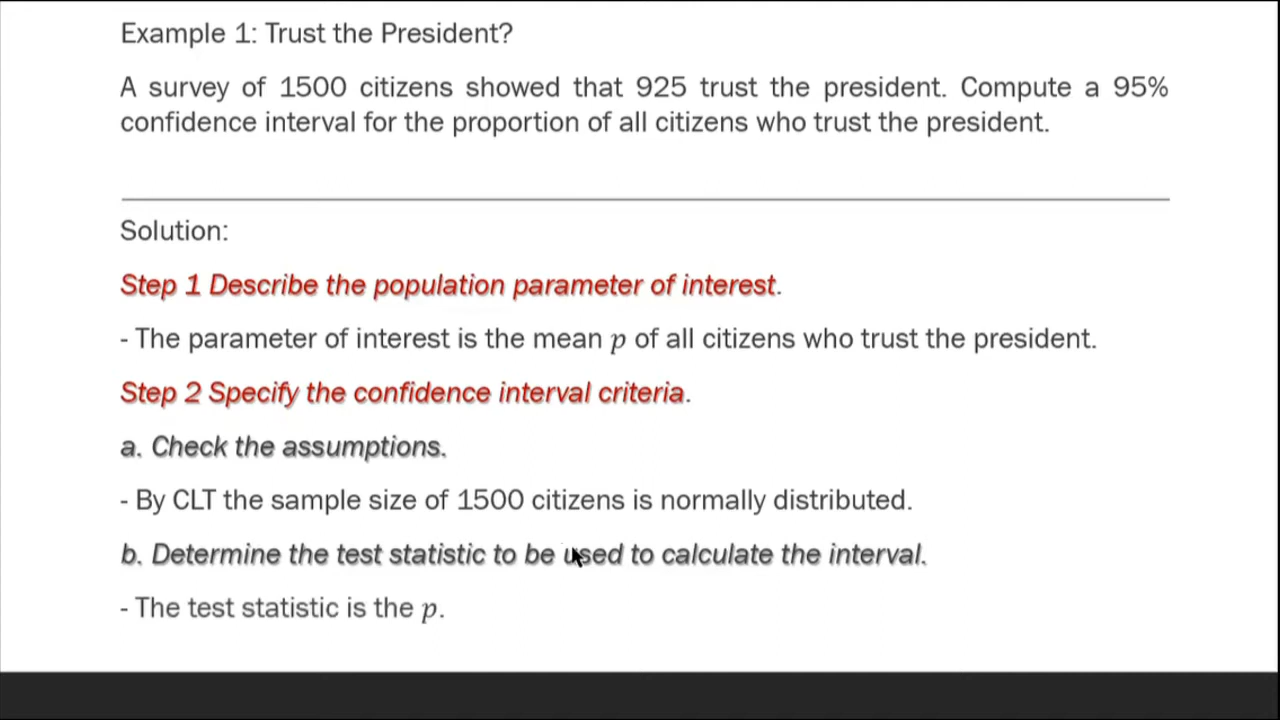 Example 1: Trust the President?
A survey of 1500 citizens showed that 925 trust the president. Compute a 95%
confidence interval for the proportion of all citizens who trust the president.
Solution:
Step 1 Describe the population parameter of interest.
- The parameter of interest is the mean p of all citizens who trust the president.
Step 2 Specify the confidence interval criteria.
a. Check the assumptions.
- By CLT the sample size of 1500 citizens is normally distributed.
b. Determine the test statistic to be used to calculate the interval.
- The test statistic is the p.